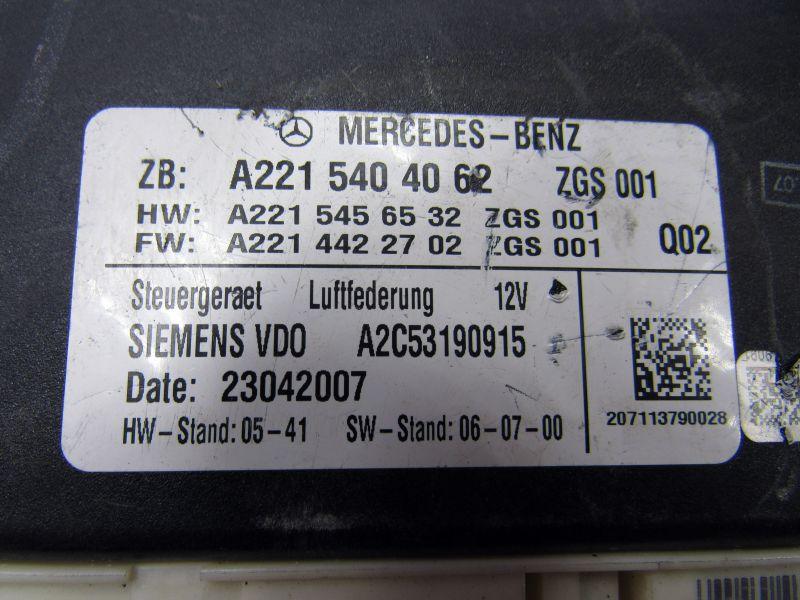 MERCEDES-BENZ
ZB: A221 540 40 62 ZGS 001
HW: A221 545 65 32 ZGS 001
FW: A221 442 27 02 ZGS 001 Q02
Steuergeraet Luftfederung 12V
SIEMENS VDO A2C53190915
Date: 23042007
HW-Stand: 05-41 SW-Stand: 06-07-00
207113790028